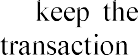 keep the
transaction